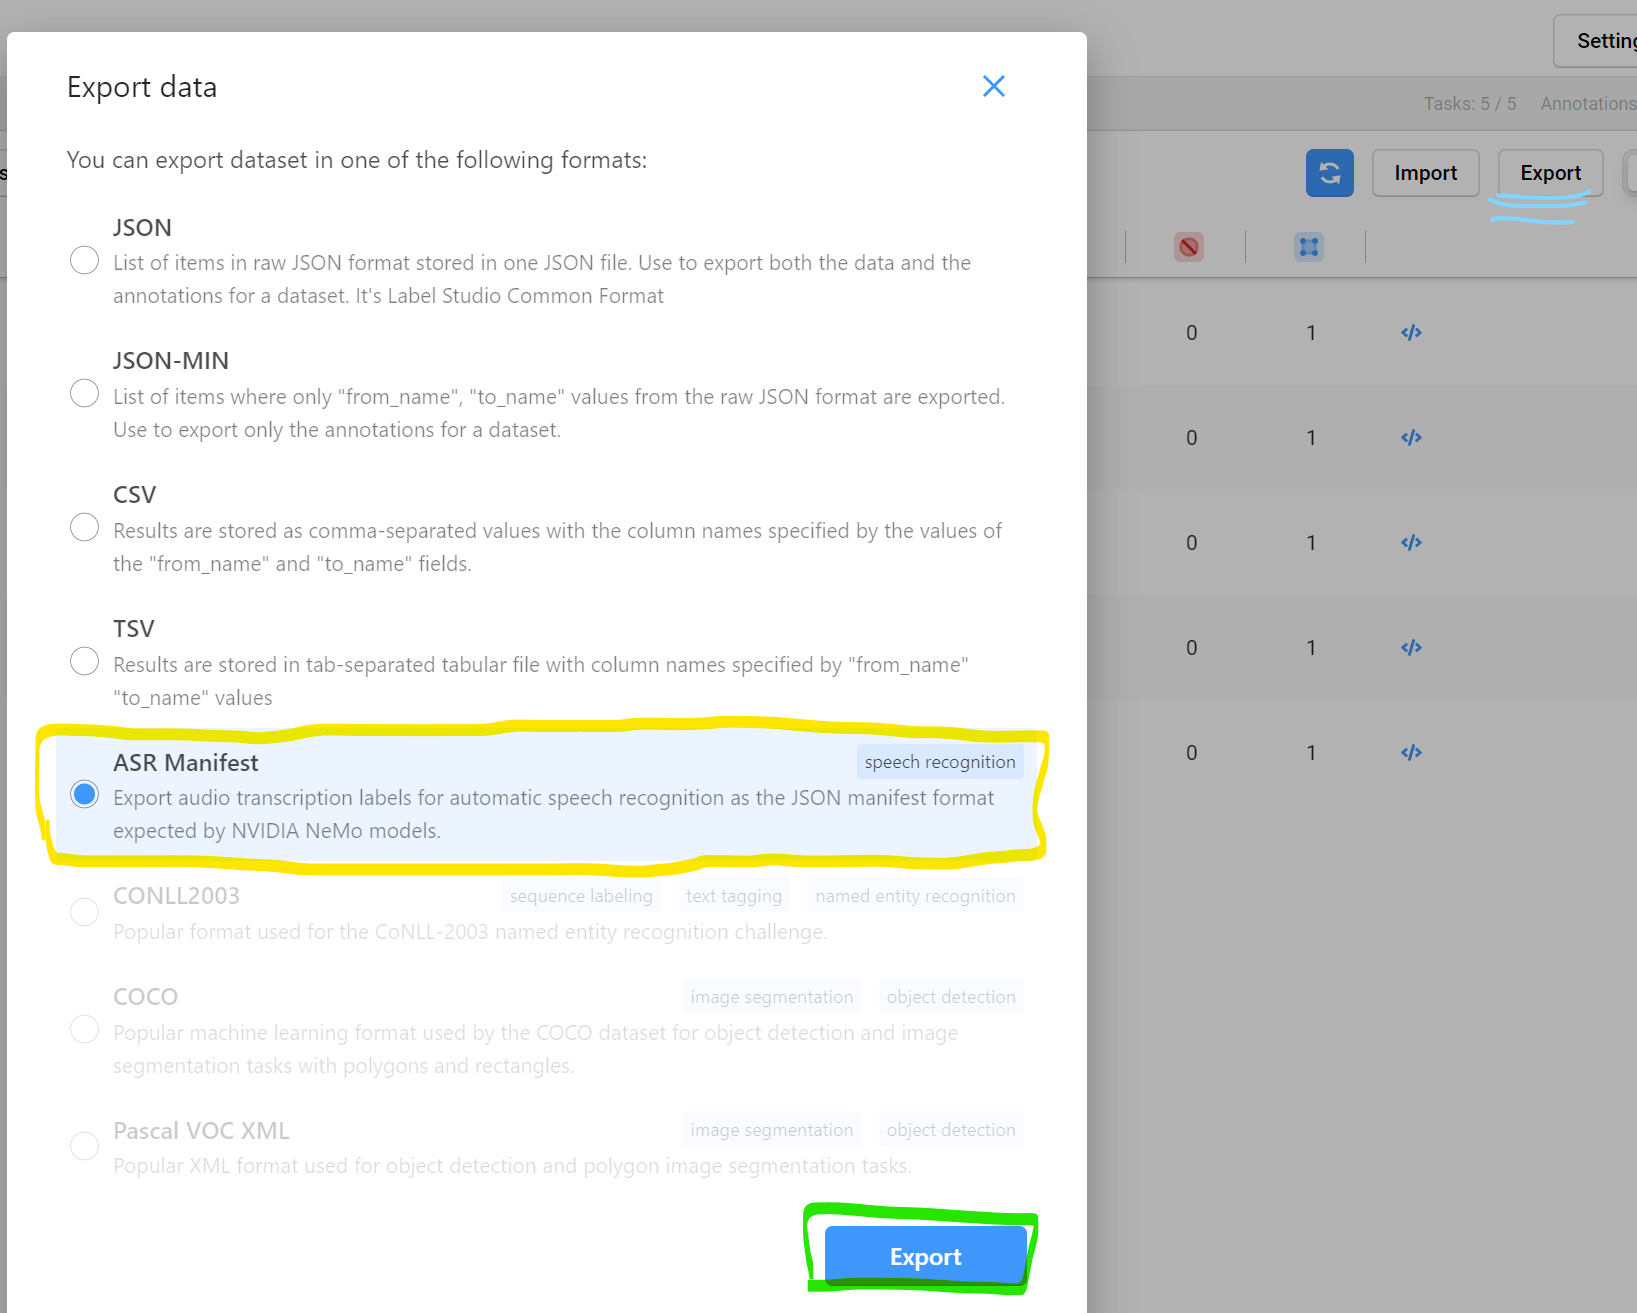 Setting
Export data
Tasks: 5 / 5 Annotations
You can export dataset in one of the following formats:
Import
Export
JSON
List of items in raw JSON format stored in one JSON file. Use to export both the data and the
annotations for a dataset. It's Label Studio Common Format
0 1 </>
JSON-MIN
List of items where only "from_name", "to_name" values from the raw JSON format are exported.
Use to export only the annotations for a dataset.
0 1 </>
CSV
Results are stored as comma-separated values with the column names specified by the values of
the "from_name" and "to_name" fields.
0 1 </>
TSV
Results are stored in tab-separated tabular file with column names specified by "from_name"
"to_name" values
0 1 </>
ASR Manifest speech recognition
Export audio transcription labels for automatic speech recognition as the JSON manifest format
expected by NVIDIA NeMo models.
0 1 </>
CONLL2003 sequence labeling text tagging named entity recognition
Popular format used for the CoNLL-2003 named entity recognition challenge.
COCO image segmentation object detection
Popular machine learning format used by the COCO dataset for object detection and image
segmentation tasks with polygons and rectangles.
Pascal VOC XML image segmentation object detection
Popular XML format used for object detection and polygon image segmentation tasks.
Export